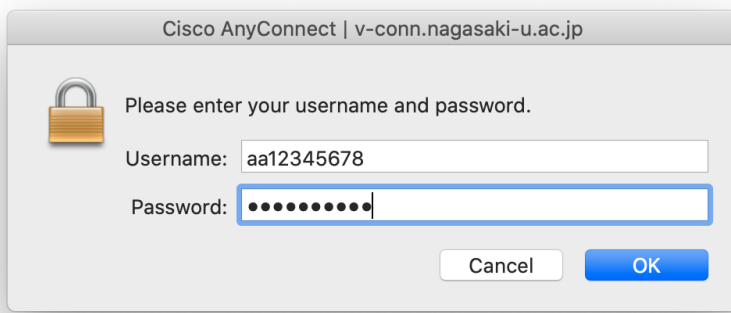 Cisco AnyConnect | v-conn.nagasaki-u.ac.jp
Please enter your username and password.
Username: aa12345678
Password: ••••••••••
Cancel OK